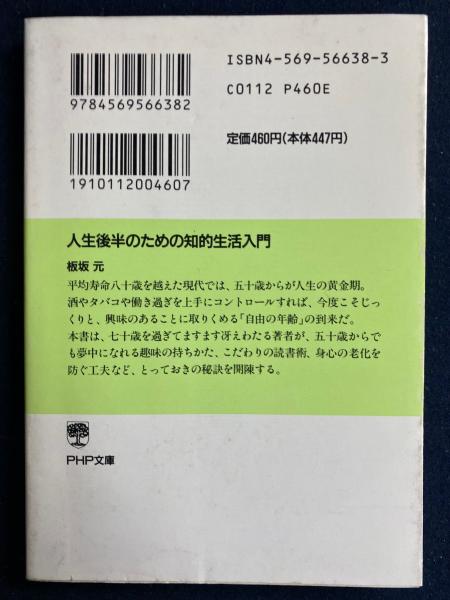 ISBN4-569-56638-3
9784569566382
C0112 P460E
定価460円(本体447円)
1910112004607
人生後半のための知的生活入門
板坂 元
平均寿命八十歳を越えた現代では、五十歳からが人生の黄金期。
酒やタバコや働き過ぎを上手にコントロールすれば、今度こそじっ
くりと、興味のあることに取りくめる「自由の年齢」の到来だ。
本書は、七十歳を過ぎてますます冴えわたる著者が、五十歳からで
も夢中になれる趣味の持ちかた、こだわりの読書術、身心の老化を
防ぐ工夫など、とっておきの秘訣を開陳する。
PHP文庫